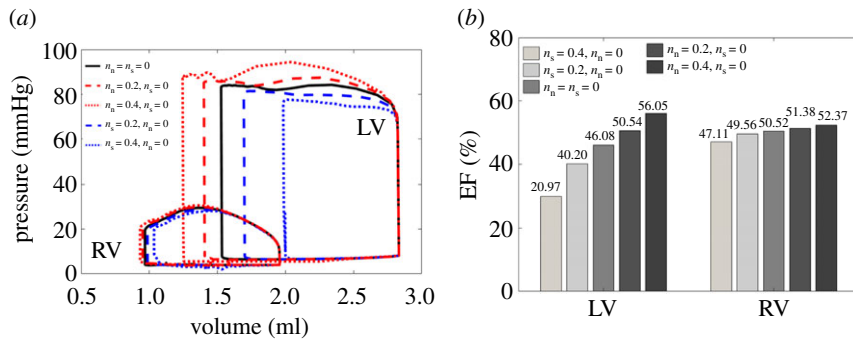 (a)
100
80
60
40
20
0
pressure (mmHg)
nn = ns = 0
nn = 0.2, ns = 0
nn = 0.4, ns = 0
ns = 0.2, nn = 0
ns = 0.4, nn = 0
LV
RV
0.5 1.0 1.5 2.0 2.5 3.0
volume (ml)
(b)
80
60
40
20
0
EF (%)
ns = 0.4, nn = 0
ns = 0.2, nn = 0
nn = ns = 0
nn = 0.2, ns = 0
nn = 0.4, ns = 0
20.97 40.20 46.08 50.54 56.05
47.11 49.56 50.52 51.38 52.37
LV RV